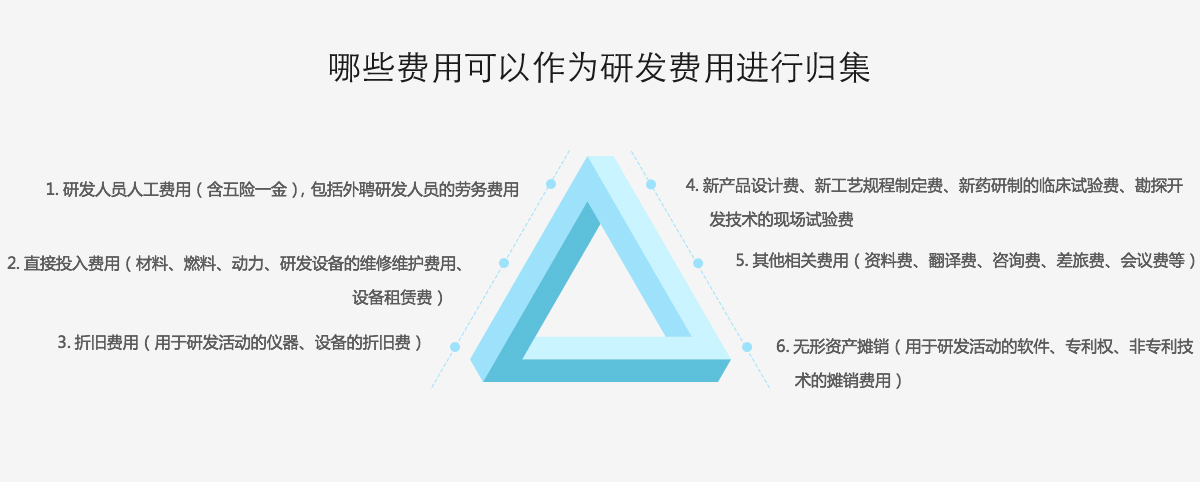 哪些费用可以作为研发费用进行归集
1. 研发人员人工费用（含五险一金），包括外聘研发人员的劳务费用
2. 直接投入费用（材料、燃料、动力、研发设备的维修维护费用、
设备租赁费）
3. 折旧费用（用于研发活动的仪器、设备的折旧费）
4. 新产品设计费、新工艺规程制定费、新药研制的临床试验费、勘探开
发技术的现场试验费
5. 其他相关费用（资料费、翻译费、咨询费、差旅费、会议费等）
6. 无形资产摊销（用于研发活动的软件、专利权、非专利技
术的摊销费用）